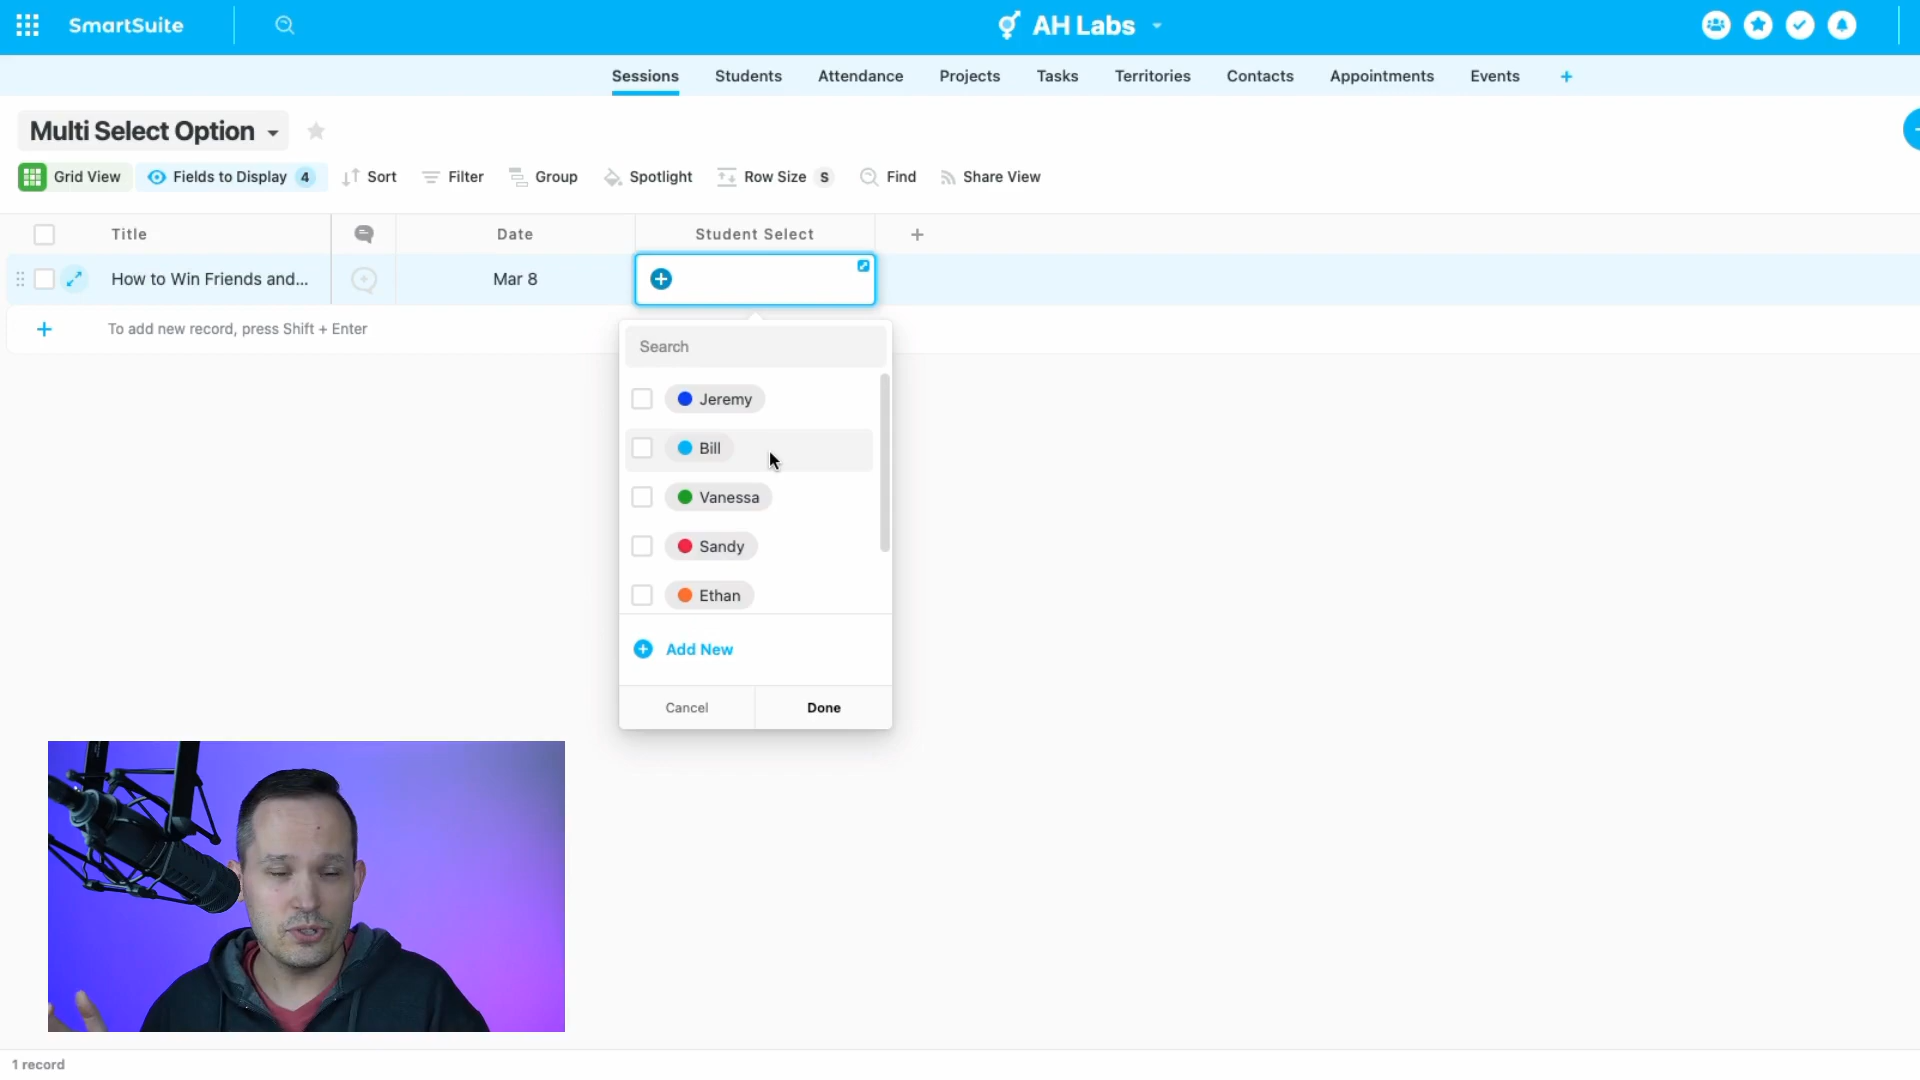 SmartSuite
AH Labs
Sessions Students Attendance Projects Tasks Territories Contacts Appointments Events +
Multi Select Option
Grid View Fields to Display 4 Sort Filter Group Spotlight Row Size S Find Share View
Title Date Student Select +
How to Win Friends and... Mar 8
+ To add new record, press Shift + Enter
Search
Jeremy
Bill
Vanessa
Sandy
Ethan
Add New
Cancel Done
1 record